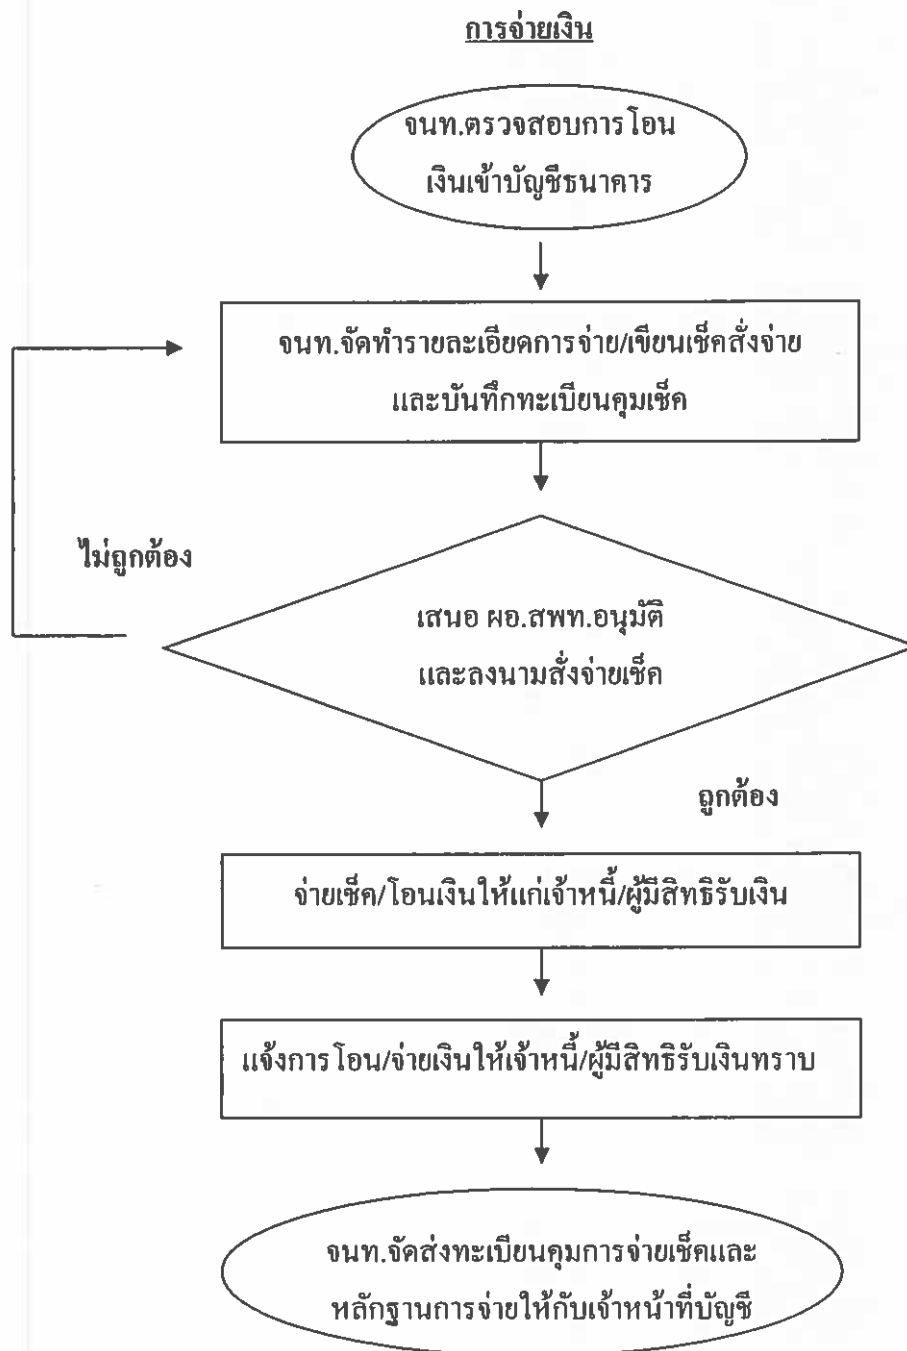 การจ่ายเงิน
จนท.ตรวจสอบการโอน
เงินเข้าบัญชีธนาคาร
จนท.จัดทำรายละเอียดการจ่าย/เขียนเช็คสั่งจ่าย
และบันทึกทะเบียนคุมเช็ค
ไม่ถูกต้อง
เสนอ ผอ.สพท.อนุมัติ
และลงนามสั่งจ่ายเช็ค
ถูกต้อง
จ่ายเช็ค/โอนเงินให้แก่เจ้าหนี้/ผู้มีสิทธิรับเงิน
แจ้งการโอน/จ่ายเงินให้เจ้าหนี้/ผู้มีสิทธิรับเงินทราบ
จนท.จัดส่งทะเบียนคุมการจ่ายเช็คและ
หลักฐานการจ่ายให้กับเจ้าหน้าที่บัญชี